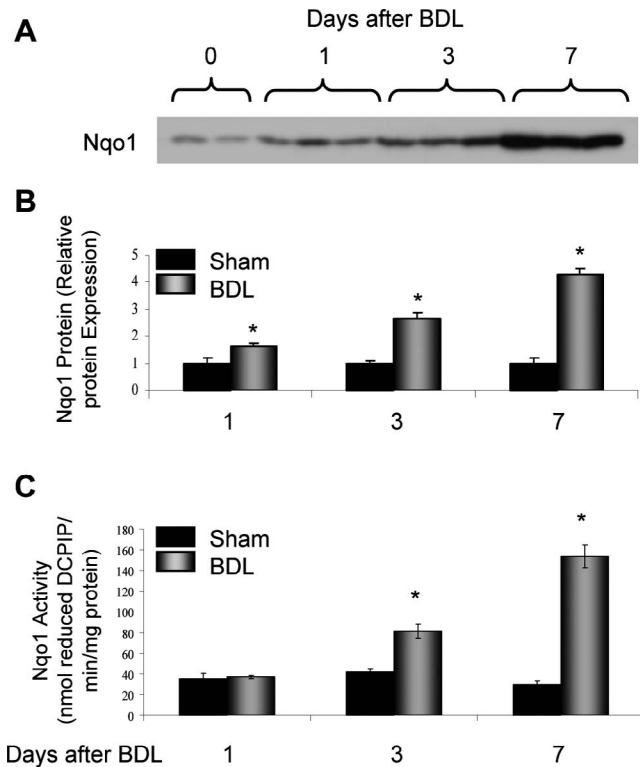 A
Days after BDL
0 1 3 7
Nqo1
B
Nqo1 Protein (Relative
protein Expression)
5
4
3
2
1
0
Sham
BDL
*
*
*
1 3 7
C
Nqo1 Activity
(nmol reduced DCPIP/
min/mg protein)
180
160
140
120
100
80
60
40
20
0
Sham
BDL
*
*
Days after BDL 1 3 7